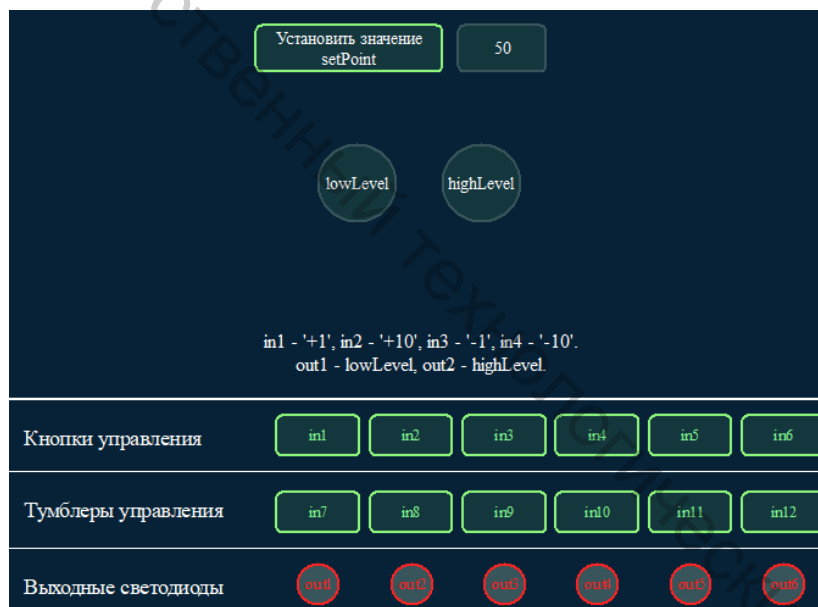 Установить значение
setPoint
50
lowLevel
highLevel
in1 - '+1', in2 - '+10', in3 - '-1', in4 - '-10'.
out1 - lowLevel, out2 - highLevel.
Кнопки управления
in1
in2
in3
in4
in5
in6
Тумблеры управления
in7
in8
in9
in10
in11
in12
Выходные светодиоды
out1
out2
out3
out4
out5
out6